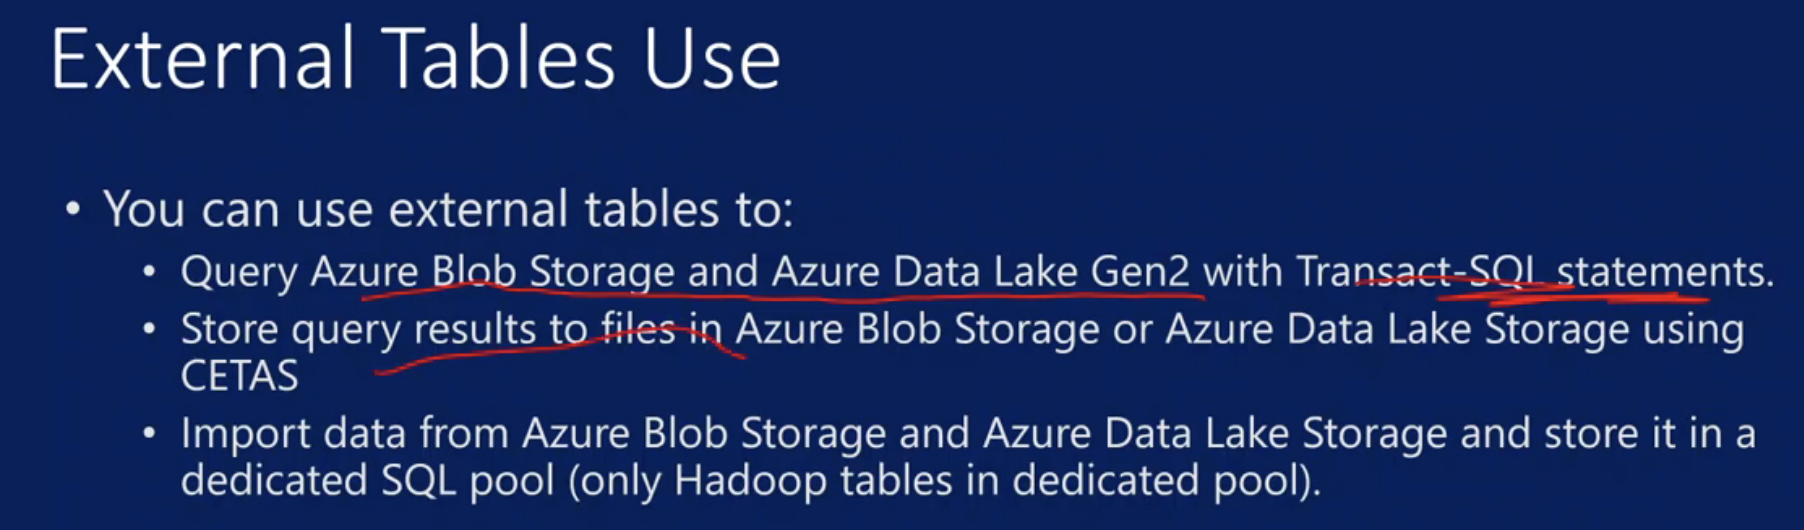 External Tables Use
• You can use external tables to:
• Query Azure Blob Storage and Azure Data Lake Gen2 with Transact-SQL statements.
• Store query results to files in Azure Blob Storage or Azure Data Lake Storage using
CETAS
• Import data from Azure Blob Storage and Azure Data Lake Storage and store it in a
dedicated SQL pool (only Hadoop tables in dedicated pool).